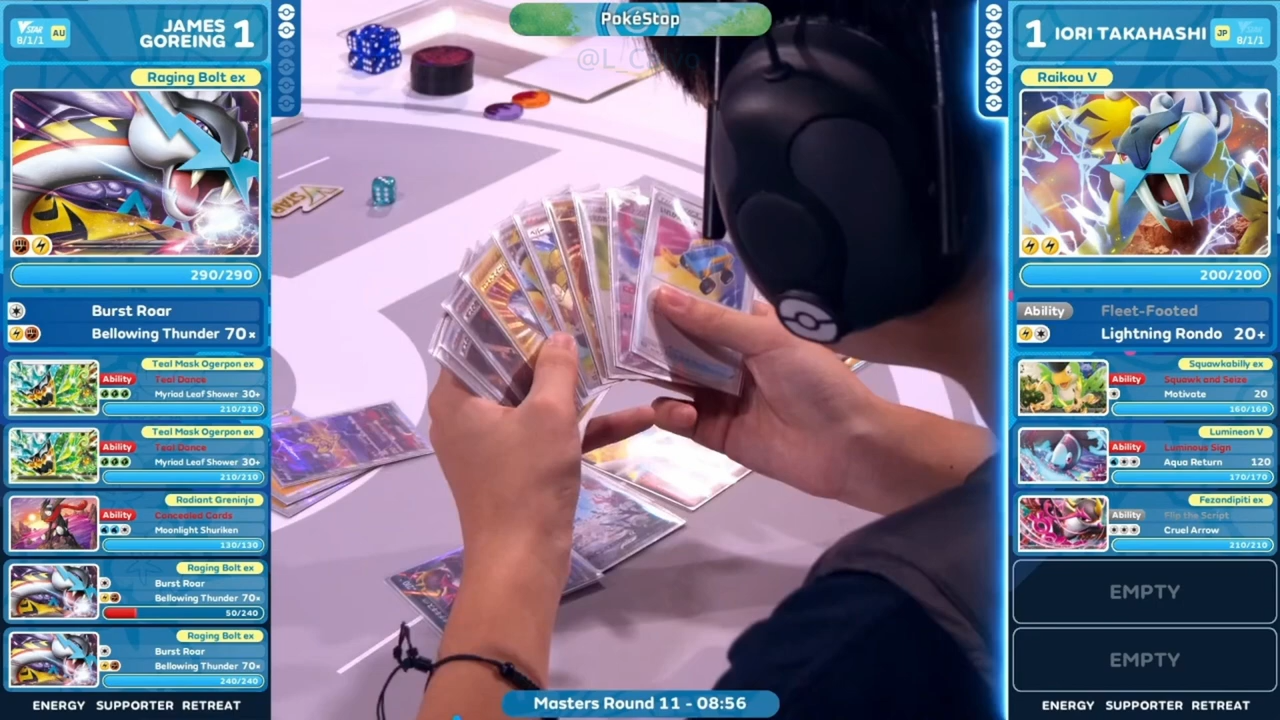 VSTAR
8/1/1
AU
JAMES
GOREING
1
Raging Bolt ex
290/290
Burst Roar
Bellowing Thunder 70×
Teal Mask Ogerpon ex
Ability Teal Dance
Myriad Leaf Shower 30+
210/210
Teal Mask Ogerpon ex
Ability Teal Dance
Myriad Leaf Shower 30+
210/210
Radiant Greninja
Ability Concealed Cards
Moonlight Shuriken
130/130
Raging Bolt ex
Burst Roar
Bellowing Thunder 70×
50/240
Raging Bolt ex
Burst Roar
Bellowing Thunder 70×
240/240
ENERGY SUPPORTER RETREAT
PokéStop
VSTAR
Masters Round 11 - 08:56
1
IORI TAKAHASHI
JP
VSTAR
8/1/1
Raikou V
200/200
Ability Fleet-Footed
Lightning Rondo 20+
Squawkabilly ex
Ability Squawk and Seize
Motivate 20
160/160
Lumineon V
Ability Luminous Sign
Aqua Return 120
170/170
Fezandipiti ex
Ability Flip the Script
Cruel Arrow
210/210
EMPTY
EMPTY
ENERGY SUPPORTER RETREAT